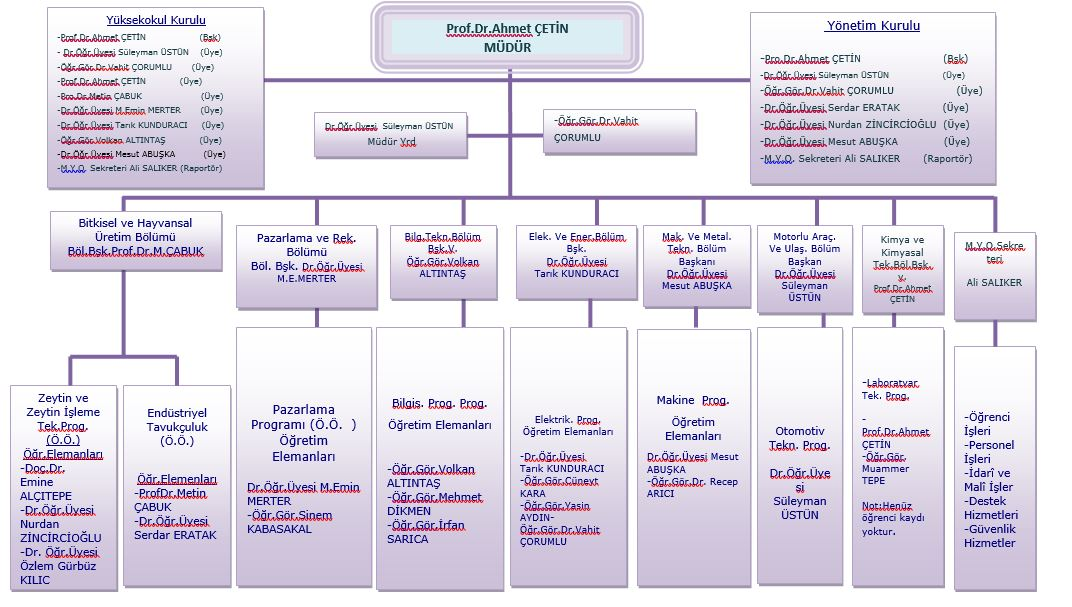 Prof.Dr.Ahmet ÇETİN
MÜDÜR
Yüksekokul Kurulu
-Prof.Dr.Ahmet ÇETİN (Bşk)
- Dr.Öğr.Üyesi Süleyman ÜSTÜN (Üye)
-Öğr.Gör.Dr.Vahit ÇORUMLU (Üye)
-Prof.Dr.Ahmet ÇETİN (Üye)
-Pro.Dr.Metin ÇABUK (Üye)
-Dr.Öğr.Üyesi M.Emin MERTER (Üye)
-Dr.Öğr.Üyesi Tarık KUNDURACI (Üye)
-Öğr.Gör.Volkan ALTINTAŞ (Üye)
-Dr.Öğr.Üyesi Mesut ABUŞKA (Üye)
-M.Y.O. Sekreteri Ali SALIKER (Raportör)
Yönetim Kurulu
-Pro.Dr.Ahmet ÇETİN (Bşk)
-Dr.Öğr.Üyesi Süleyman ÜSTÜN (Üye)
-Öğr.Gör.Dr.Vahit ÇORUMLU (Üye)
-Dr.Öğr.Üyesi Serdar ERATAK (Üye)
-Dr.Öğr.Üyesi Nurdan ZİNCİRCİOĞLU (Üye)
-Dr.Öğr.Üyesi Mesut ABUŞKA (Üye)
-M.Y.O. Sekreteri Ali SALIKER (Raportör)
Dr.Öğr.Üyesi Süleyman ÜSTÜN
Müdür Yrd
-Öğr.Gör.Dr.Vahit
ÇORUMLU
Bitkisel ve Hayvansal
Üretim Bölümü
Böl.Bşk.Prof.Dr.M.ÇABUK
Pazarlama ve Rek.
Bölümü
Böl. Bşk. Dr.Öğr.Üyesi
M.E.MERTER
Bilg.Tekn.Bölüm
Bşk.V.
Öğr.Gör.Volkan
ALTINTAŞ
Elek. Ve Ener.Bölüm
Bşk.
Dr.Öğr.Üyesi
Tarık KUNDURACI
Mak. Ve Metal.
Tekn. Bölüm
Başkanı
Dr.Öğr.Üyesi
Mesut ABUŞKA
Motorlu Araç.
Ve Ulaş. Bölüm
Başkan
Dr.Öğr.Üyesi
Süleyman
ÜSTÜN
Kimya ve
Kimyasal
Tek.Böl.Bşk.
v.
Prof.Dr.Ahmet
ÇETİN
M.Y.O.Sekre
teri
Ali SALIKER
Zeytin ve
Zeytin İşleme
Tek.Prog.
(Ö.Ö.)
Öğr.Elemanları
-Doç.Dr.
Emine
ALÇITEPE
-Dr.Öğr.Üyesi
Nurdan
ZİNCİRCİOĞLU
-Dr. Öğr.Üyesi
Özlem Gürbüz
KILIC
Endüstriyel
Tavukçuluk
(Ö.Ö.)
Öğr.Elemenları
-ProfDr.Metin
ÇABUK
-Dr.Öğr.Üyesi
Serdar ERATAK
Pazarlama
Programı (Ö.Ö. )
Öğretim
Elemanları
Dr.Öğr.Üyesi M.Emin
MERTER
-Öğr.Gör.Sinem
KABASAKAL
Bilgis. Prog. Prog.
Öğretim Elemanları
-Öğr.Gör.Volkan
ALTINTAŞ
-Öğr.Gör.Mehmet
DİKMEN
-Öğr.Gör.İrfan
SARICA
Elektrik. Prog.
Öğretim Elemanları
-Dr.Öğr.Üyesi
Tarık KUNDURACI
-Öğr.Gör.Cüneyt
KARA
-Öğr.Gör.Yasin
AYDIN-
Öğr.Gör.Dr.Vahit
ÇORUMLU
Makine Prog.
Öğretim
Elemanları
Dr.Öğr.Üyesi Mesut
ABUŞKA
-Öğr.Gör.Dr. Recep
ARICI
Otomotiv
Tekn. Prog.
Dr.Öğr.Üye
si
Süleyman
ÜSTÜN
-Laboratvar
Tek. Prog.
-
Prof.Dr.Ahmet
ÇETİN
-Öğr.Gör.
Muammer
TEPE
Not:Henüz
öğrenci kaydı
yoktur.
-Öğrenci
İşleri
-Personel
İşleri
-İdarî ve
Malî İşler
-Destek
Hizmetleri
-Güvenlik
Hizmetler